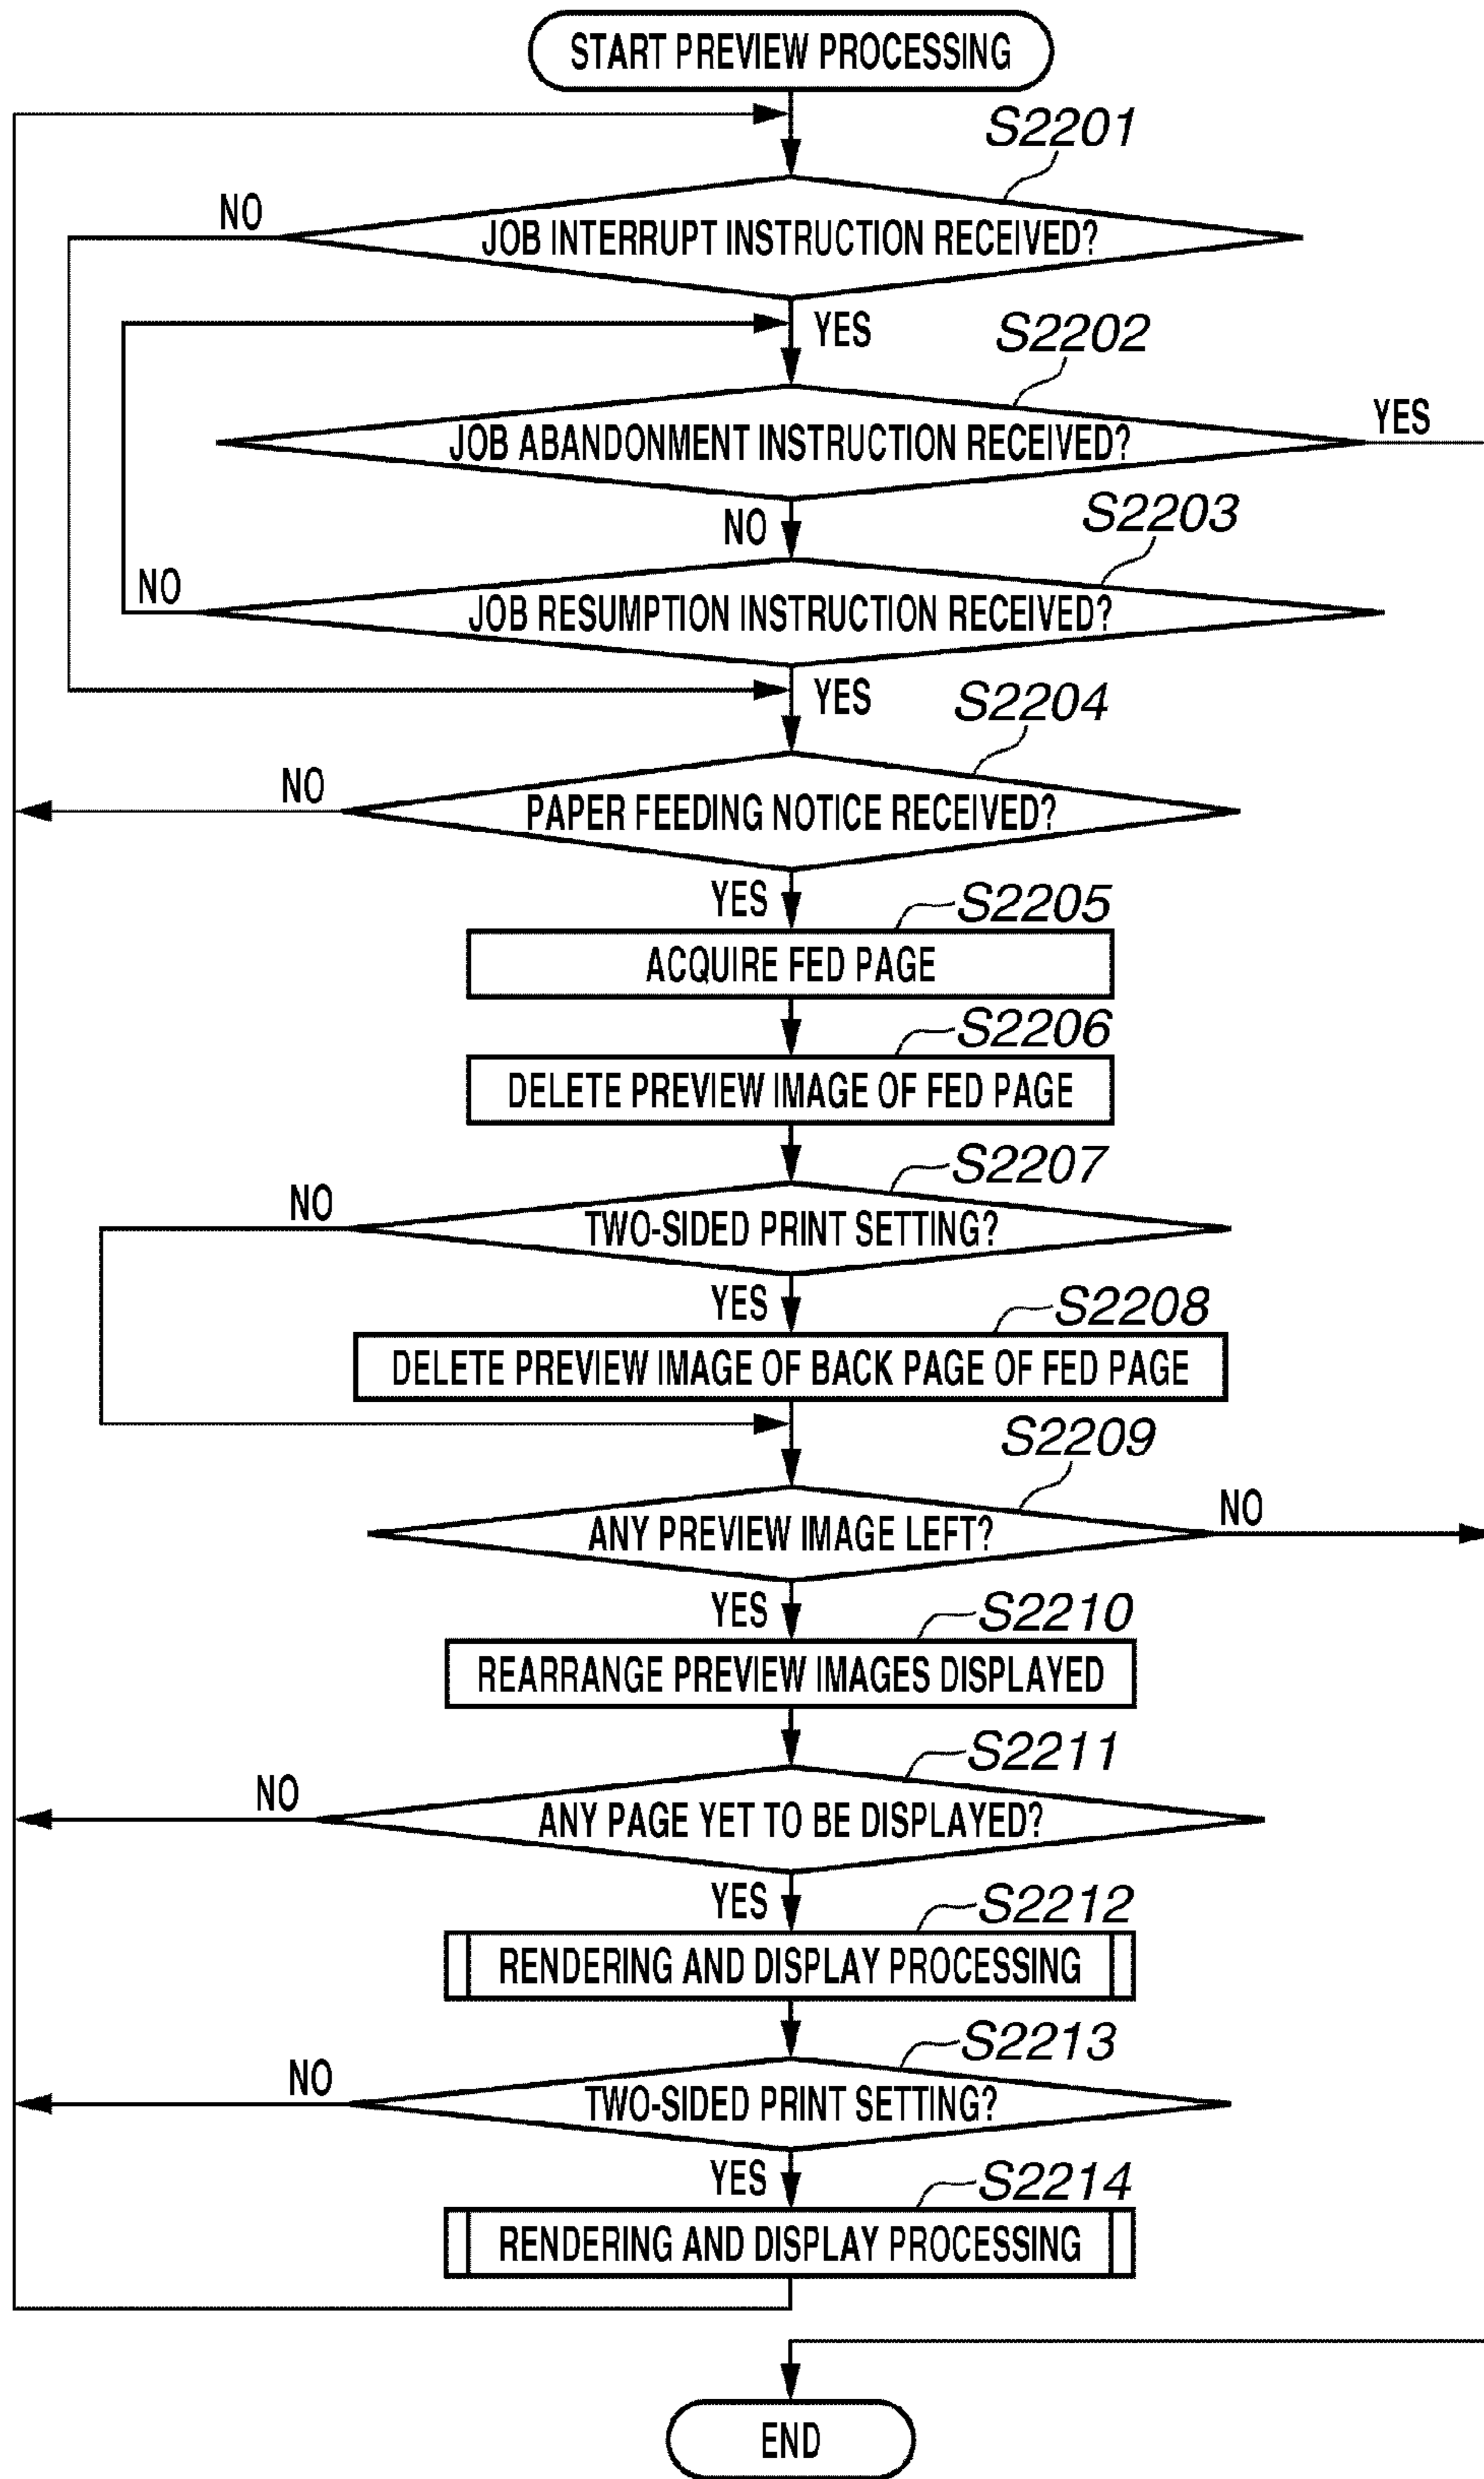 START PREVIEW PROCESSING
S2201
NO
JOB INTERRUPT INSTRUCTION RECEIVED?
YES
S2202
JOB ABANDONMENT INSTRUCTION RECEIVED?
YES
NO
S2203
NO
JOB RESUMPTION INSTRUCTION RECEIVED?
YES
S2204
NO
PAPER FEEDING NOTICE RECEIVED?
YES
S2205
ACQUIRE FED PAGE
S2206
DELETE PREVIEW IMAGE OF FED PAGE
S2207
NO
TWO-SIDED PRINT SETTING?
YES
S2208
DELETE PREVIEW IMAGE OF BACK PAGE OF FED PAGE
S2209
ANY PREVIEW IMAGE LEFT?
NO
YES
S2210
REARRANGE PREVIEW IMAGES DISPLAYED
S2211
NO
ANY PAGE YET TO BE DISPLAYED?
YES
S2212
RENDERING AND DISPLAY PROCESSING
S2213
NO
TWO-SIDED PRINT SETTING?
YES
S2214
RENDERING AND DISPLAY PROCESSING
END